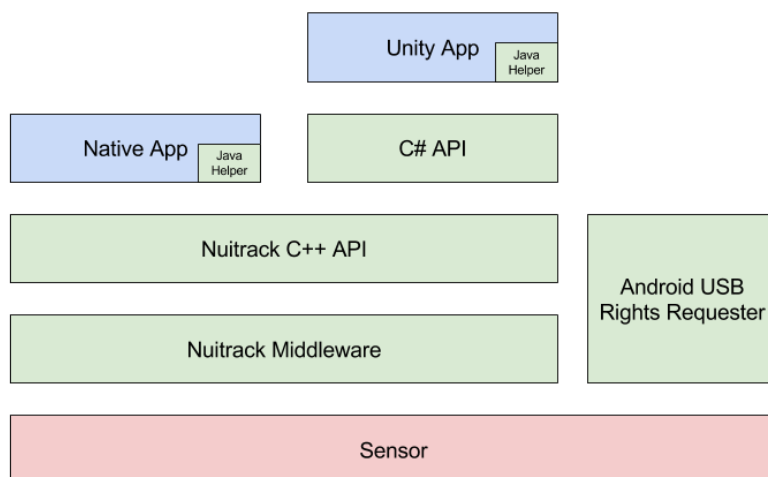 Unity App
Java
Helper
Native App
Java
Helper
C# API
Nuitrack C++ API
Android USB
Rights Requester
Nuitrack Middleware
Sensor